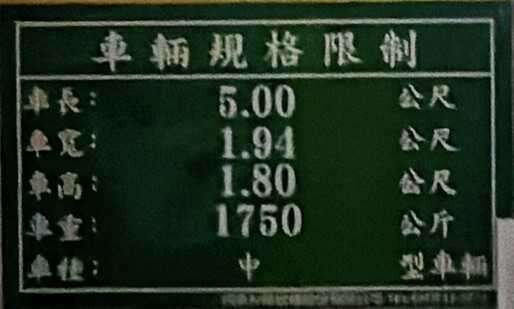 車輛規格限制
車長： 5.00 公尺
車寬： 1.94 公尺
車高： 1.80 公尺
車重： 1750 公斤
車種： 中 型車輛